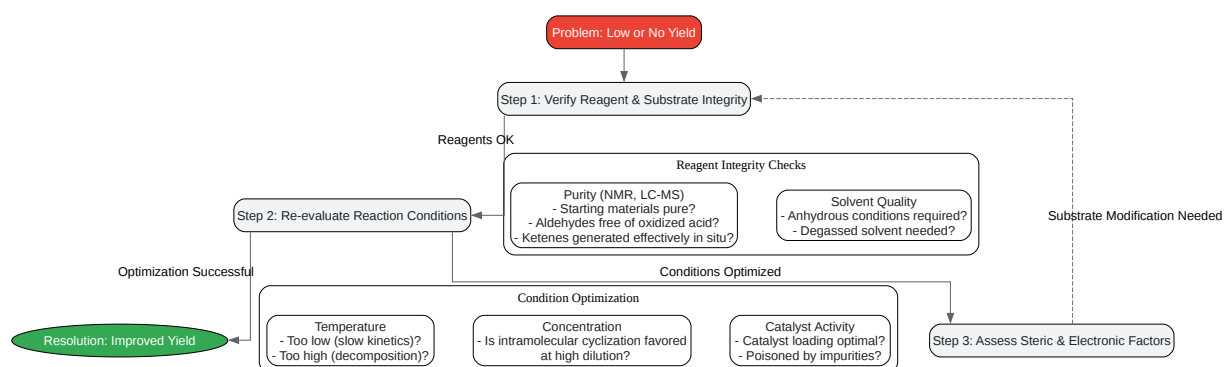 Problem: Low or No Yield
Step 1: Verify Reagent & Substrate Integrity
Reagents OK
Reagent Integrity Checks
Purity (NMR, LC-MS)
- Starting materials pure?
- Aldehydes free of oxidized acid?
- Ketenes generated effectively in situ?
Solvent Quality
- Anhydrous conditions required?
- Degassed solvent needed?
Step 2: Re-evaluate Reaction Conditions
Substrate Modification Needed
Optimization Successful
Conditions Optimized
Condition Optimization
Temperature
- Too low (slow kinetics)?
- Too high (decomposition)?
Concentration
- Is intramolecular cyclization favored
at high dilution?
Catalyst Activity
- Catalyst loading optimal?
- Poisoned by impurities?
Resolution: Improved Yield
Step 3: Assess Steric & Electronic Factors